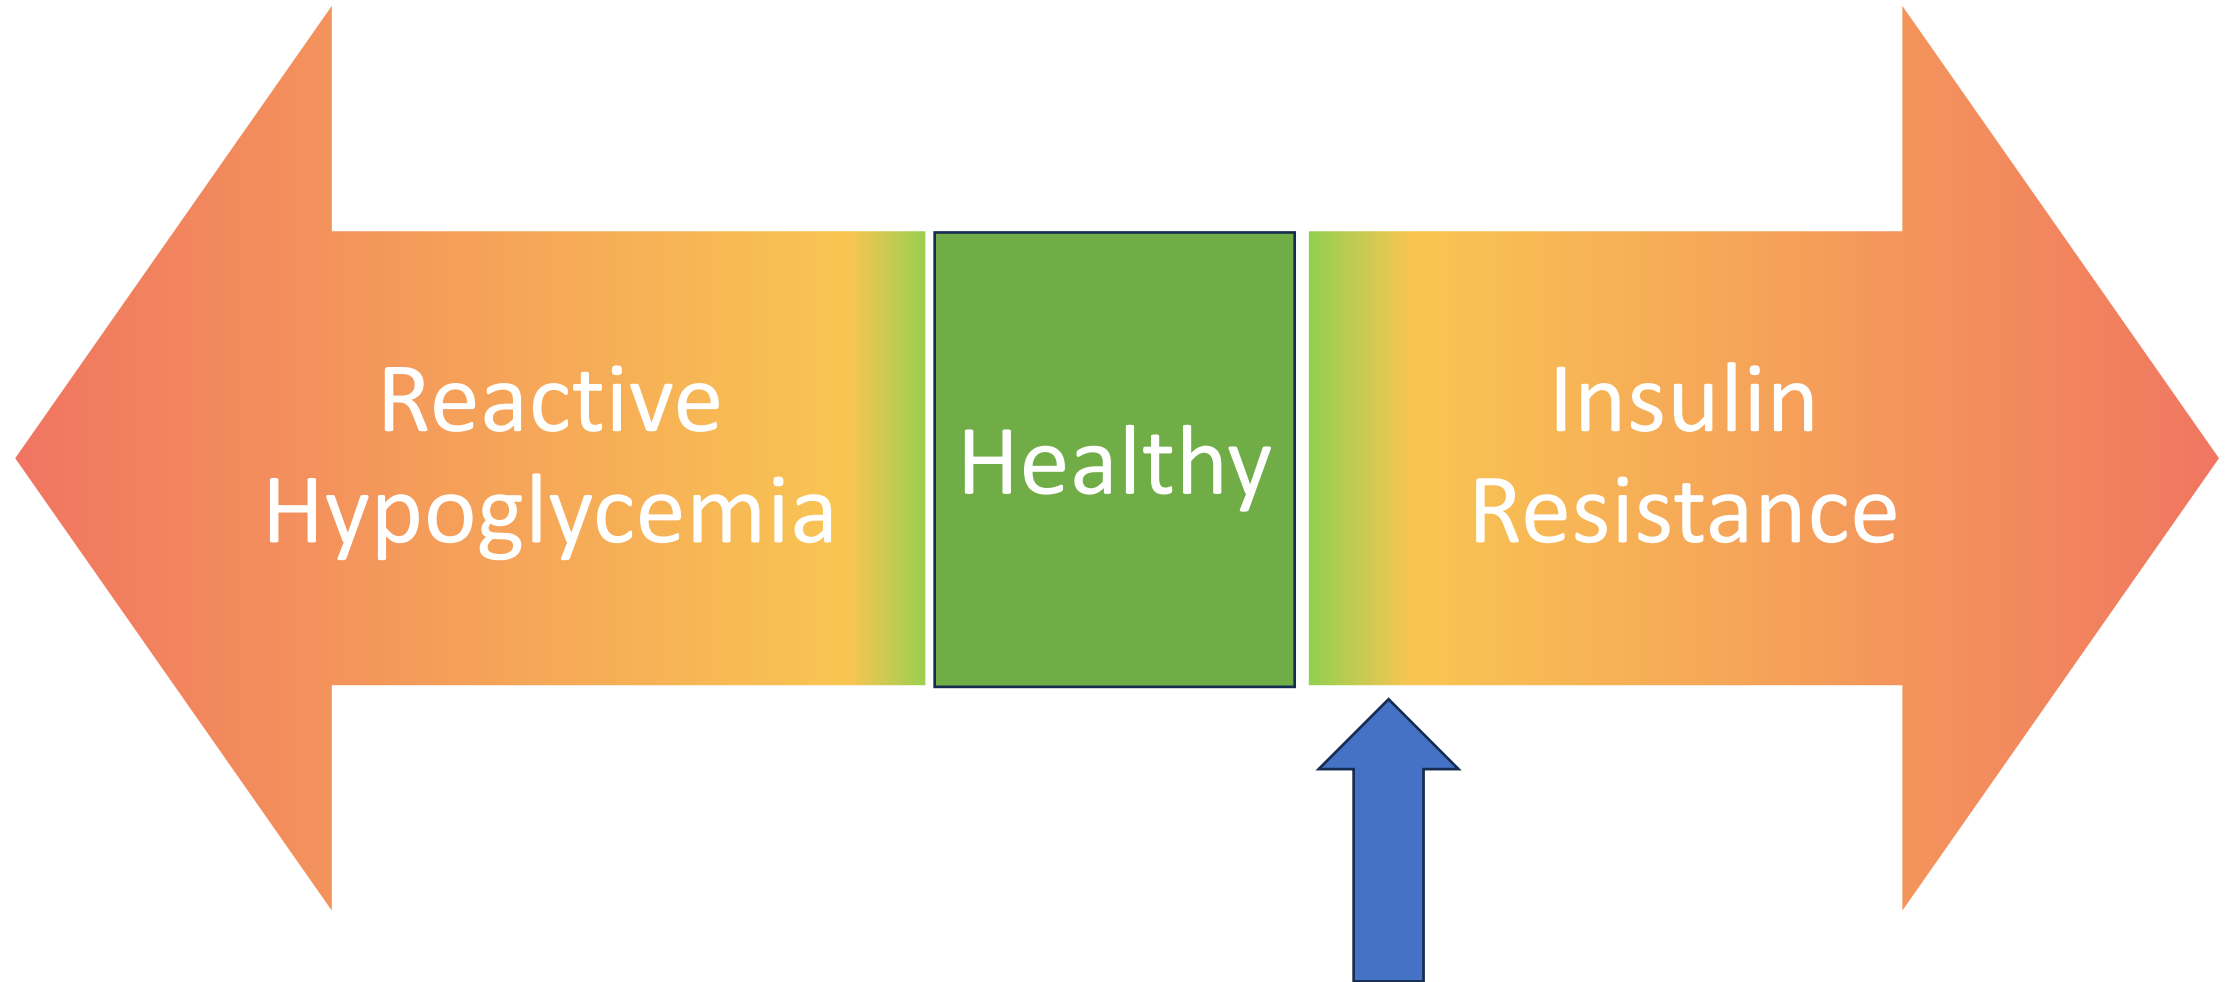 Reactive
Hypoglycemia
Healthy
Insulin
Resistance